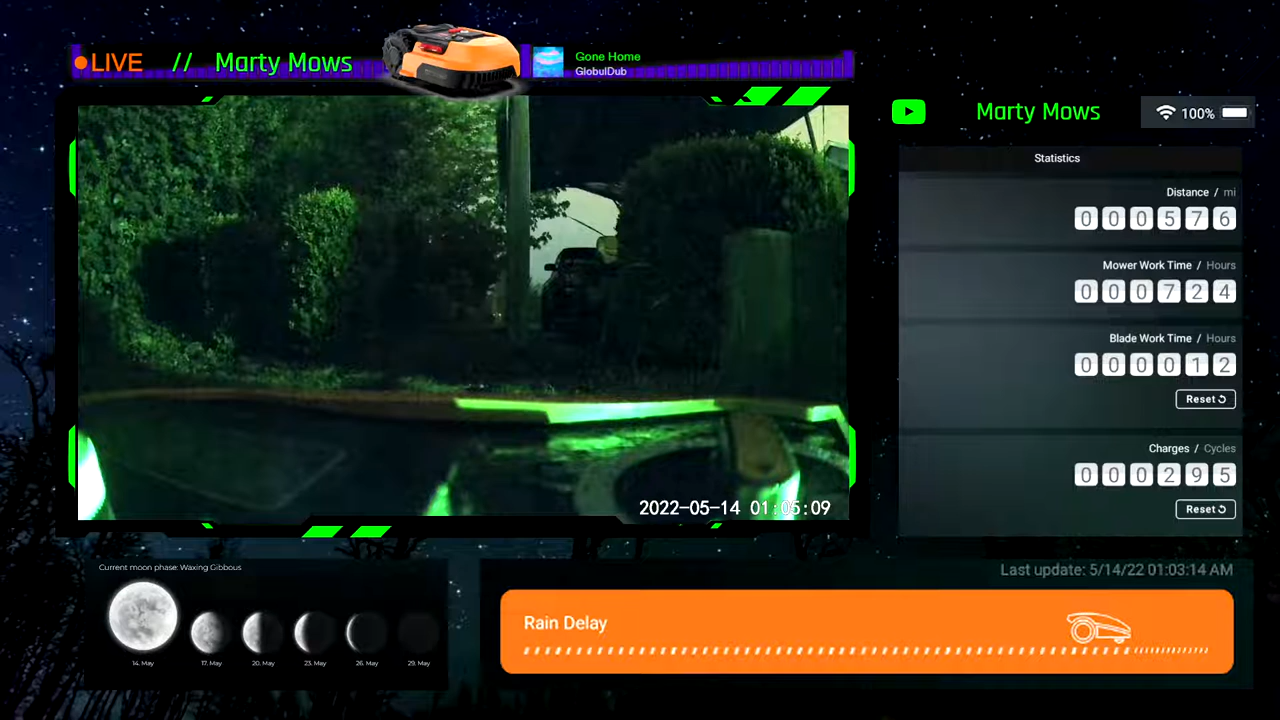 LIVE // Marty Mows
Gone Home
GlobulDub
Marty Mows
100%
Statistics
Distance / mi
000576
Mower Work Time / Hours
000724
Blade Work Time / Hours
000012
Reset
Charges / Cycles
000295
Reset
2022-05-14 01:05:09
Current moon phase: Waxing Gibbous
14. May
17. May
20. May
23. May
26. May
29. May
Last update: 5/14/22 01:03:14 AM
Rain Delay